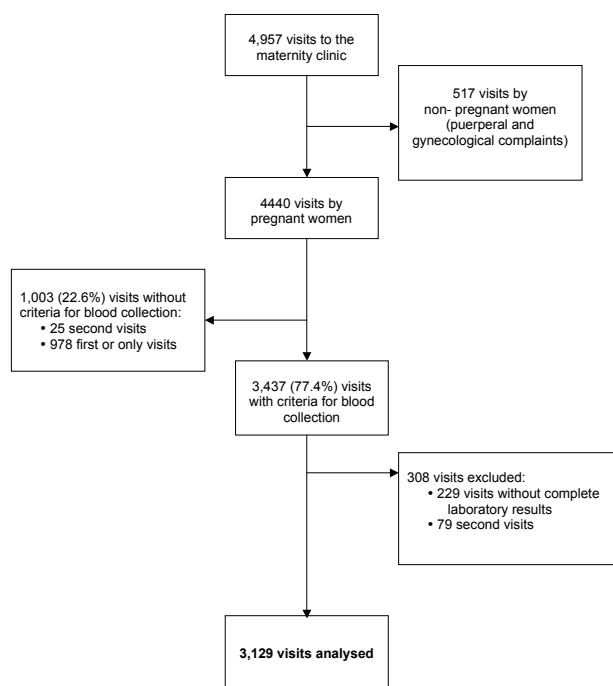 4,957 visits to the
maternity clinic
517 visits by
non- pregnant women
(puerperal and
gynecological complaints)
4440 visits by
pregnant women
1,003 (22.6%) visits without
criteria for blood collection:
• 25 second visits
• 978 first or only visits
3,437 (77.4%) visits
with criteria for blood
collection
308 visits excluded:
• 229 visits without complete
laboratory results
• 79 second visits
3,129 visits analysed